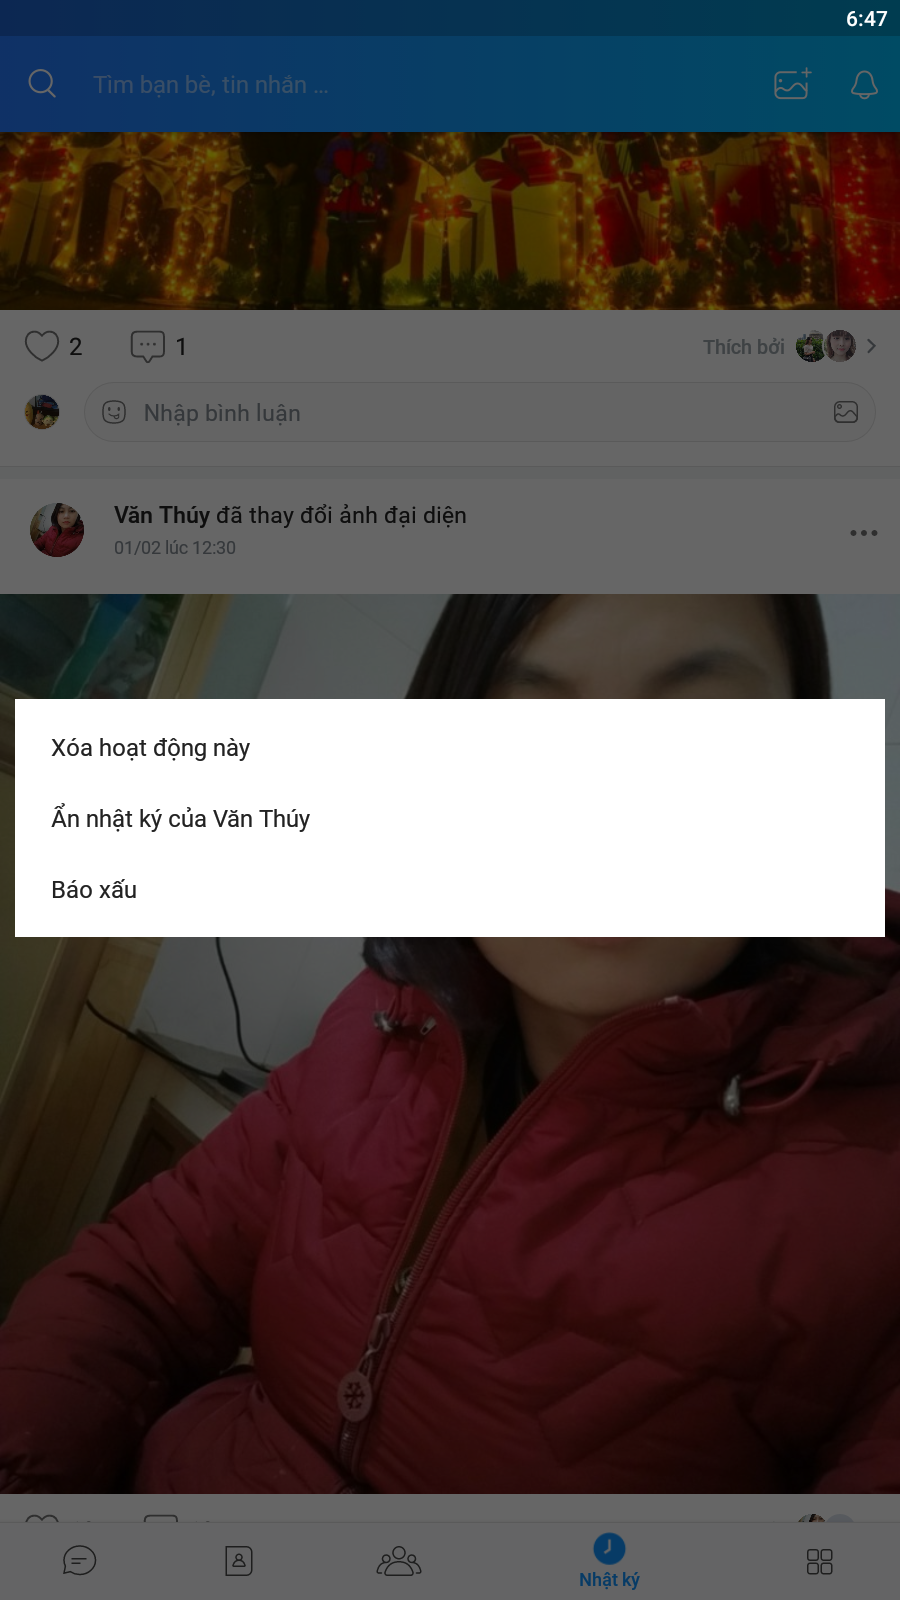 6:47
Tìm bạn bè, tin nhắn ...
2
1
Thích bởi
Nhập bình luận
Văn Thúy đã thay đổi ảnh đại diện
01/02 lúc 12:30
Xóa hoạt động này
Ẩn nhật ký của Văn Thúy
Báo xấu
Nhật ký